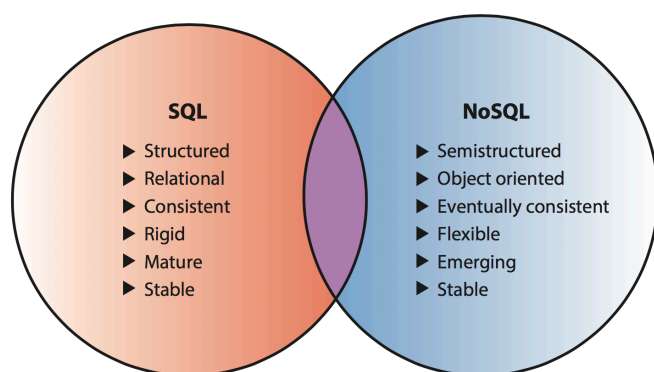 SQL
▶ Structured
▶ Relational
▶ Consistent
▶ Rigid
▶ Mature
▶ Stable
NoSQL
▶ Semistructured
▶ Object oriented
▶ Eventually consistent
▶ Flexible
▶ Emerging
▶ Stable